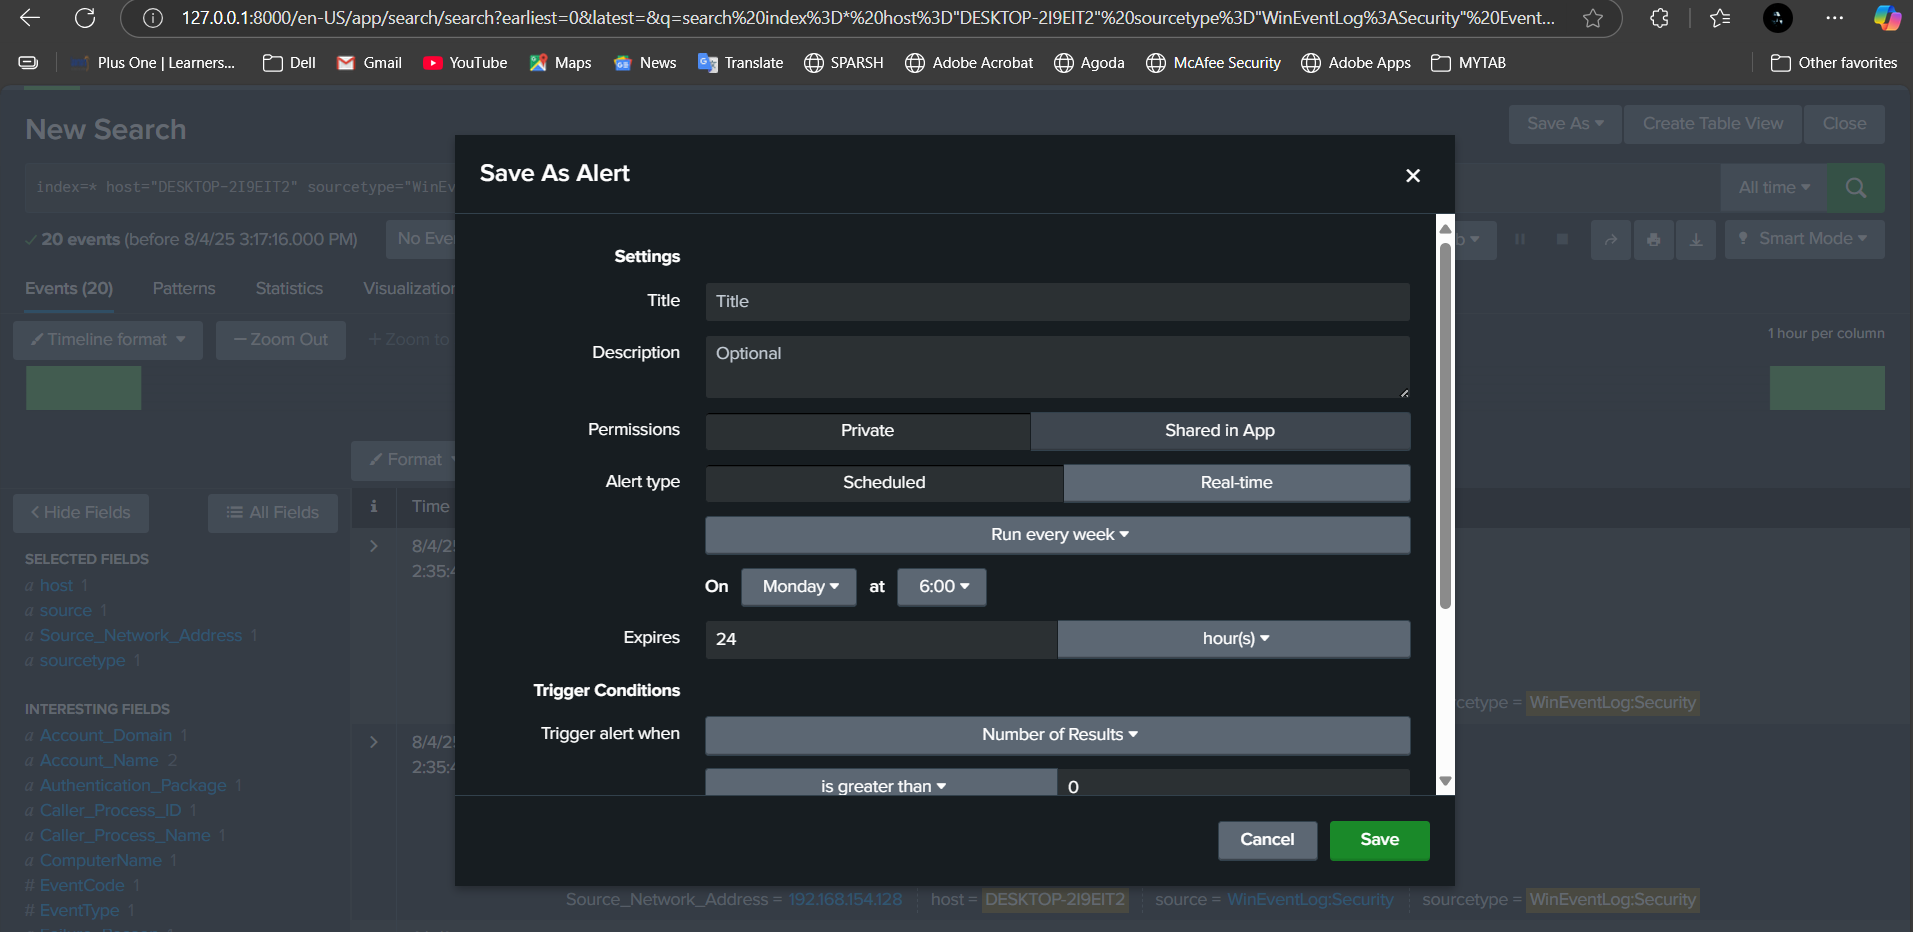 127.0.0.1:8000/en-US/app/search/search?earliest=0&latest=&q=search%20index%3D*%20host%3D"DESKTOP-2I9EIT2"%20sourcetype%3D"WinEventLog%3ASecurity"%20Event...
Plus One | Learners... Dell Gmail YouTube Maps News Translate SPARSH Adobe Acrobat Agoda McAfee Security Adobe Apps MYTAB Other favorites
New Search
Save As Create Table View Close
Save As Alert
index=* host="DESKTOP-2I9EIT2" sourcetype="WinEv
All time
20 events (before 8/4/25 3:17:16.000 PM) No Eve
b Smart Mode
Settings
Events (20) Patterns Statistics Visualization
Title Title
Timeline format — Zoom Out + Zoom to
1 hour per column
Description Optional
Permissions Private Shared in App
Format
Alert type Scheduled Real-time
Hide Fields All Fields
i Time
Run every week
SELECTED FIELDS
a host 1
a source 1
a Source_Network_Address 1
a sourcetype 1
8/4/25
2:35:4
On Monday at 6:00
Expires 24 hour(s)
Trigger Conditions
INTERESTING FIELDS
rcetype = WinEventLog:Security
a Account_Domain 1
a Account_Name 2
a Authentication_Package 1
a Caller_Process_ID 1
a Caller_Process_Name 1
a ComputerName 1
# EventCode 1
# EventType 1
8/4/25
2:35:4
Trigger alert when Number of Results
is greater than 0
Cancel Save
Source_Network_Address = 192.168.154.128 host = DESKTOP-2I9EIT2 source = WinEventLog:Security sourcetype = WinEventLog:Security